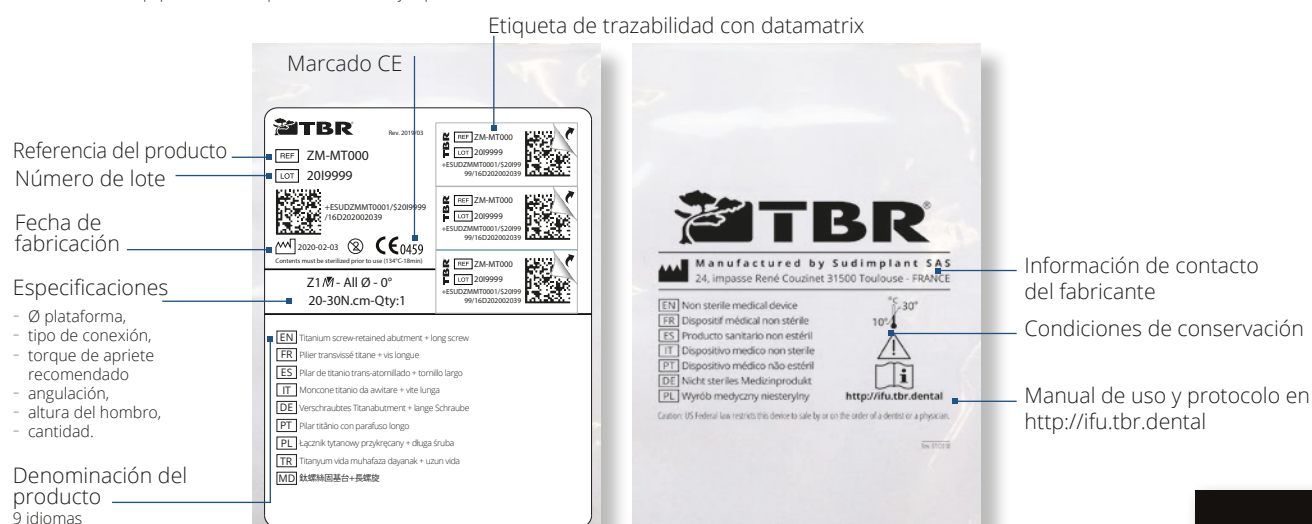 Etiqueta de trazabilidad con datamatrix
Marcado CE
Referencia del producto
Número de lote
Fecha de
fabricación
Especificaciones
- Ø plataforma,
- tipo de conexión,
- torque de apriete
recomendado
- angulación,
- altura del hombro,
- cantidad.
Denominación del
producto
9 idiomas
TBR
Rev. 2019/03
REF ZM-MT000
LOT 20I9999
+ESUDZMMT0001/S20I9999
/16D202002039
2020-02-03
CE 0459
Contents must be sterilized prior to use (134°C-18min)
Z1/ - All Ø - 0°
20-30N.cm-Qty:1
TBR
REF ZM-MT000
LOT 20I9999
+ESUDZMMT0001/S20I99
99/16D202002039
TBR
REF ZM-MT000
LOT 20I9999
+ESUDZMMT0001/S20I99
99/16D202002039
TBR
REF ZM-MT000
LOT 20I9999
+ESUDZMMT0001/S20I99
99/16D202002039
EN Titanium screw-retained abutment + long screw
FR Pilier transvissé titane + vis longue
ES Pilar de titanio trans-atornillado + tornillo largo
IT Moncone titanio da avvitare + vite lunga
DE Verschraubtes Titanabutment + lange Schraube
PT Pilar titânio con parafuso longo
PL Łącznik tytanowy przykręcany + długa śruba
TR Titanyum vida muhafaza dayanak + uzun vida
MD 鈦螺絲固基台+長螺旋
TBR®
Manufactured by Sudimplant SAS
24, impasse René Couzinet 31500 Toulouse - FRANCE
EN Non sterile medical device
FR Dispositif médical non stérile
ES Producto sanitario non estéril
IT Dispositivo medico non sterile
PT Dispositivo médico não estéril
DE Nicht steriles Medizinprodukt
PL Wyrób medyczny niesterylny
°C 30°
10°
i
http://ifu.tbr.dental
Caution: US Federal law restricts this device to sale by or on the order of a dentist or a physician.
Información de contacto
del fabricante
Condiciones de conservación
Manual de uso y protocolo en
http://ifu.tbr.dental